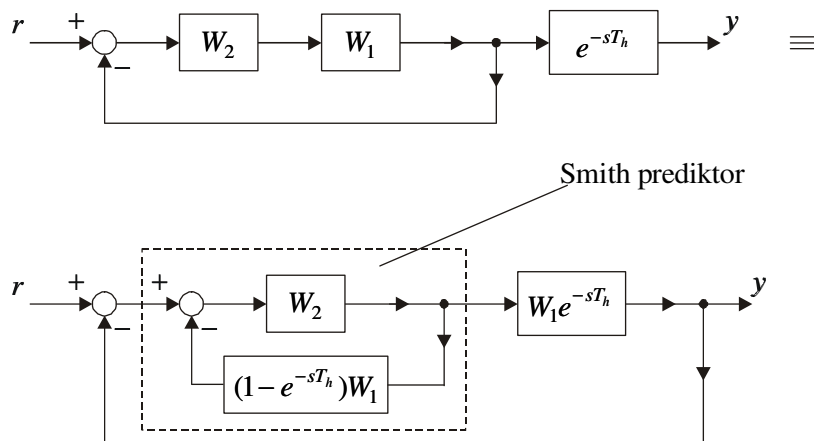 r + − W₂ W₁ e^{−sTₕ} y ≡
Smith prediktor
r + − + − W₂ W₁e^{−sTₕ} y
(1− e^{−sTₕ})W₁